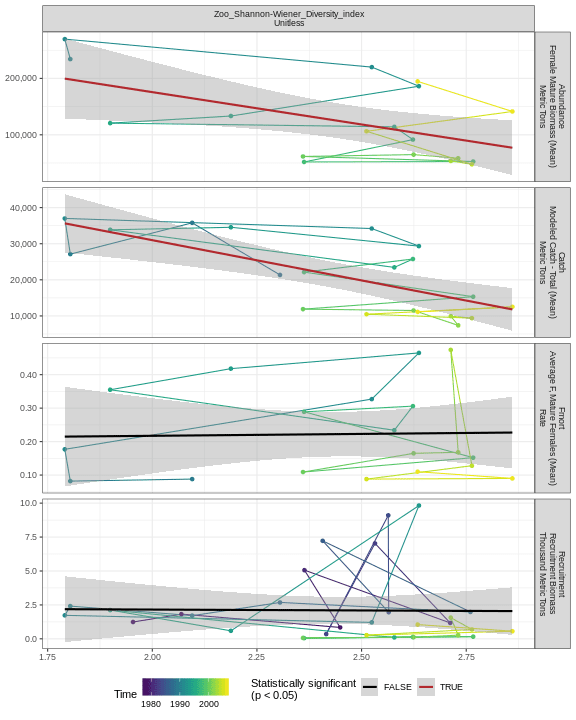 Zoo_Shannon-Wiener_Diversity_index
Unitless
200,000
100,000
Abundance
Female Mature Biomass (Mean)
Metric Tons
40,000
30,000
20,000
10,000
Catch
Modeled Catch - Total (Mean)
Metric Tons
0.40
0.30
0.20
0.10
Fmort
Average F, Mature Females (Mean)
Rate
10.0
7.5
5.0
2.5
0.0
Recruitment
Recruitment Biomass
Thousand Metric Tons
1.75 2.00 2.25 2.50 2.75
Time
1980 1990 2000
Statistically significant
(p < 0.05)
FALSE TRUE